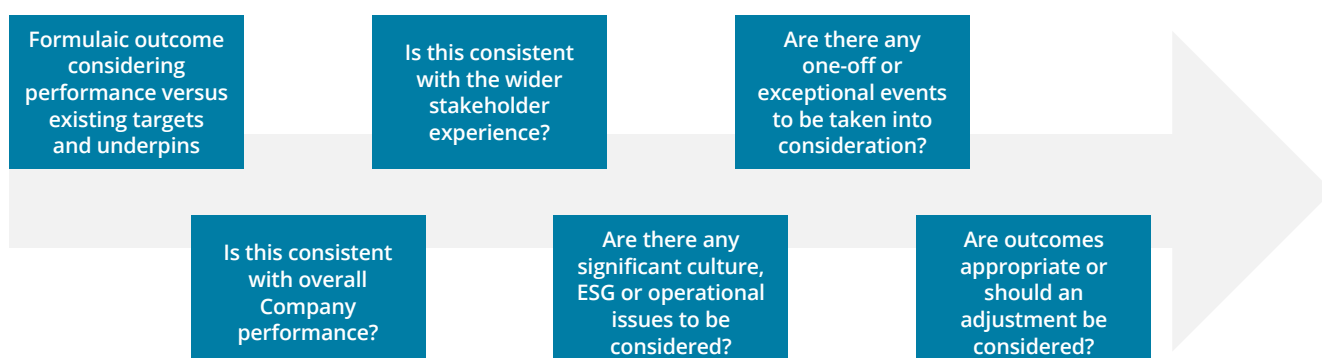 Formulaic outcome
considering
performance versus
existing targets
and underpins
Is this consistent
with overall
Company
performance?
Is this consistent
with the wider
stakeholder
experience?
Are there any
significant culture,
ESG or operational
issues to be
considered?
Are there any
one-off or
exceptional events
to be taken into
consideration?
Are outcomes
appropriate or
should an
adjustment be
considered?